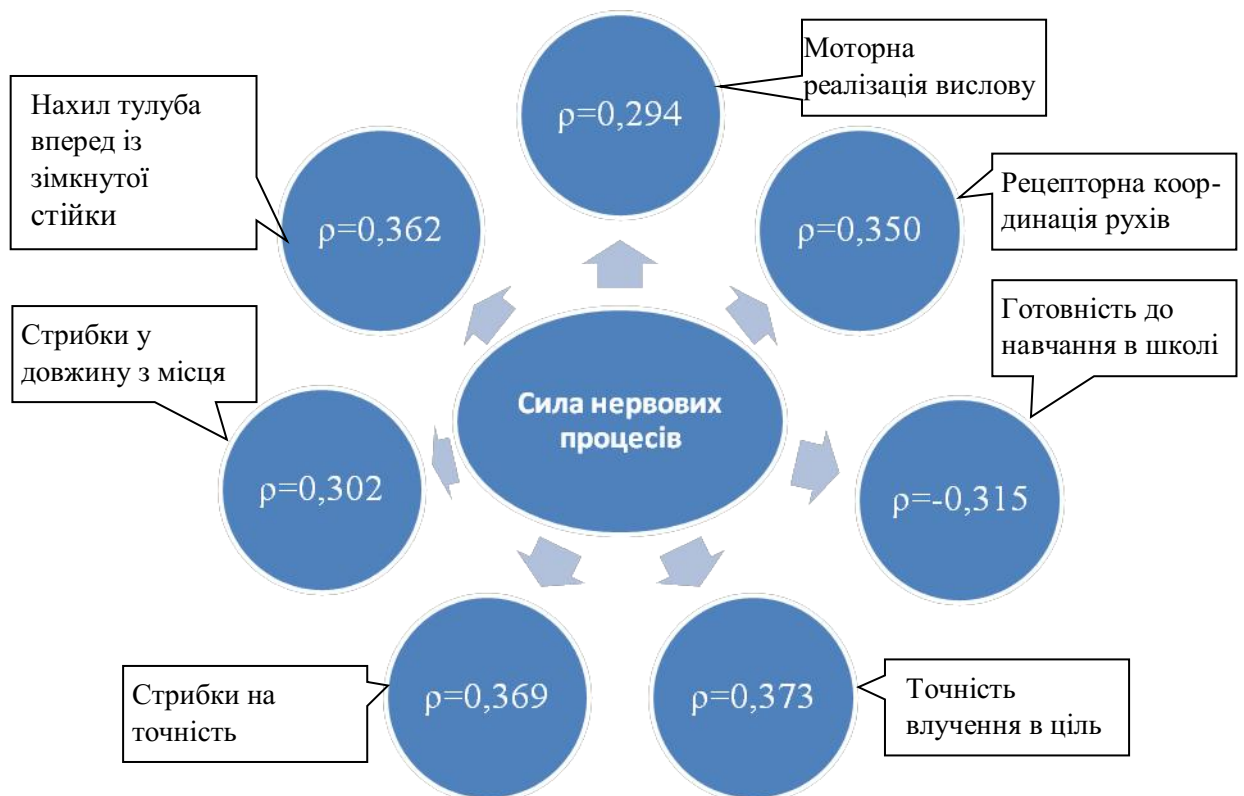 Моторна
реалізація вислову
ρ=0,294
Нахил тулуба
вперед із
зімкнутої
стійки
ρ=0,362
Рецепторна коор-
динація рухів
ρ=0,350
Стрибки у
довжину з місця
ρ=0,302
Готовність до
навчання в школі
ρ=-0,315
Сила нервових
процесів
Стрибки на
точність
ρ=0,369
Точність
влучення в ціль
ρ=0,373